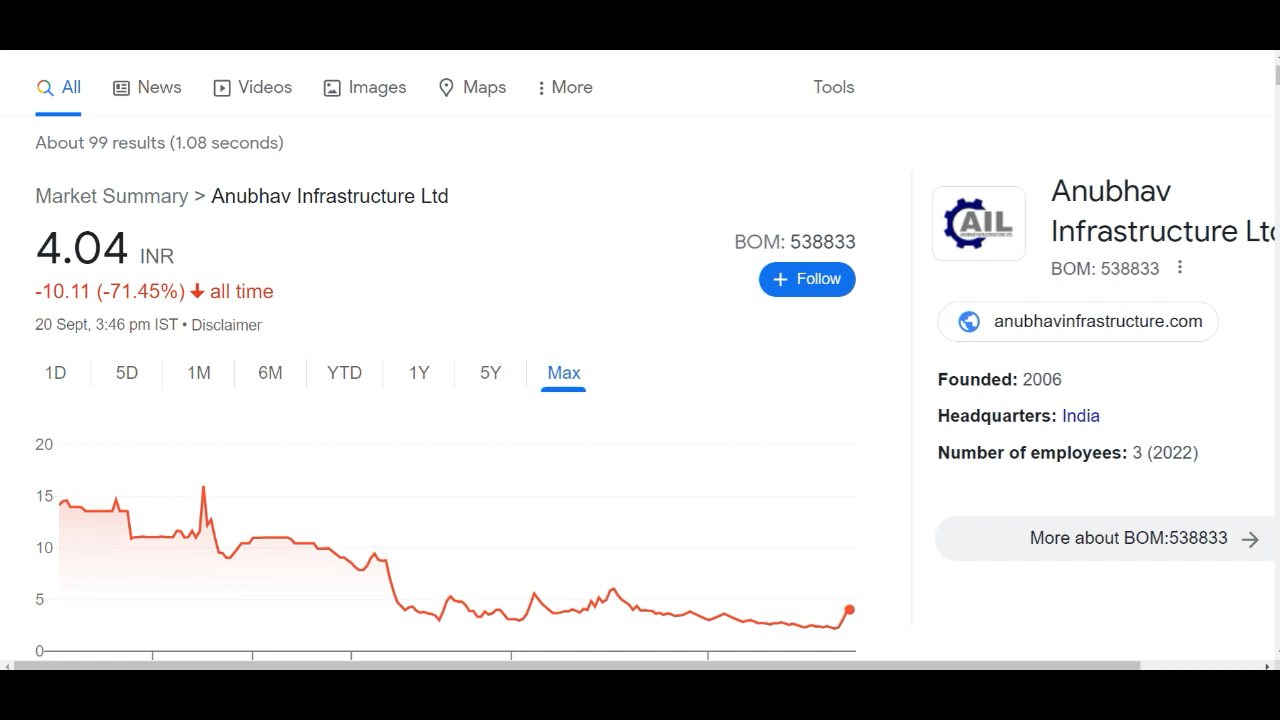 All News Videos Images Maps More Tools
About 99 results (1.08 seconds)
Market Summary > Anubhav Infrastructure Ltd
4.04 INR
-10.11 (-71.45%) all time
20 Sept, 3:46 pm IST • Disclaimer
BOM: 538833
+ Follow
1D 5D 1M 6M YTD 1Y 5Y Max
20
15
10
5
0
AIL
Anubhav
Infrastructure Ltd
BOM: 538833
anubhavinfrastructure.com
Founded: 2006
Headquarters: India
Number of employees: 3 (2022)
More about BOM:538833